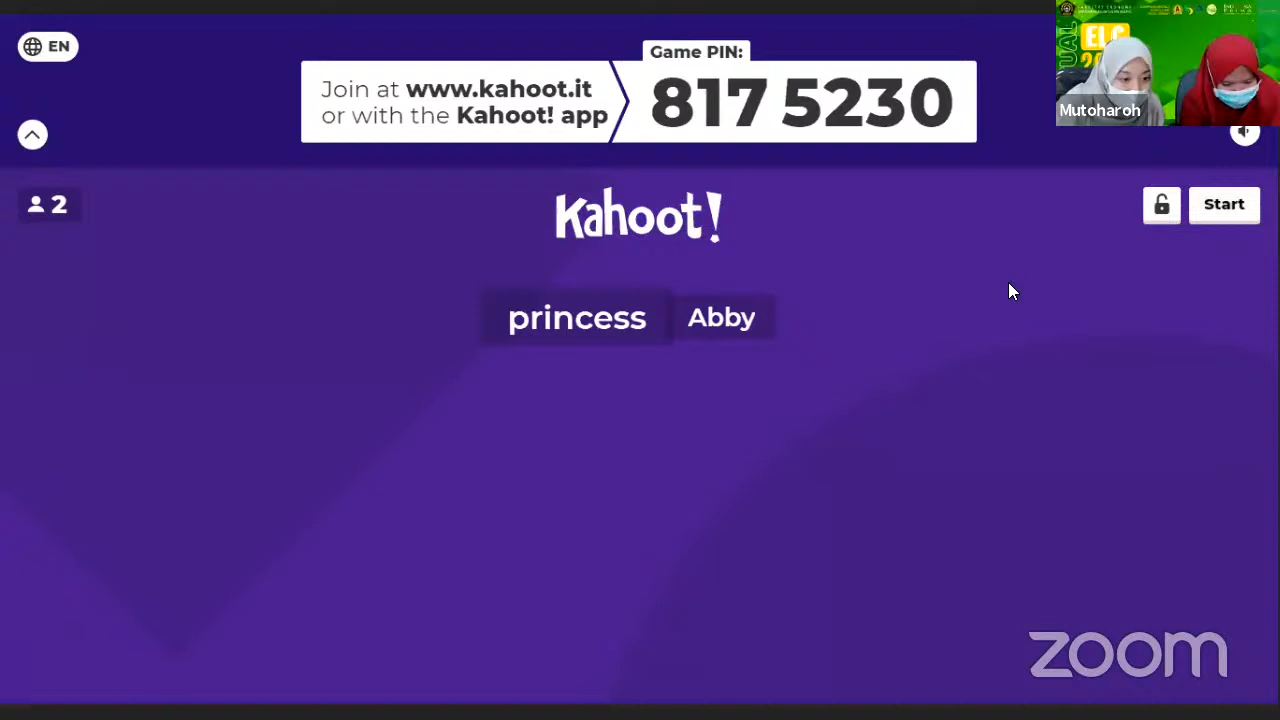 EN
Game PIN:
Join at www.kahoot.it
or with the Kahoot! app
817 5230
ELC
Mutoharoh
2
Kahoot!
Start
princess
Abby
zoom